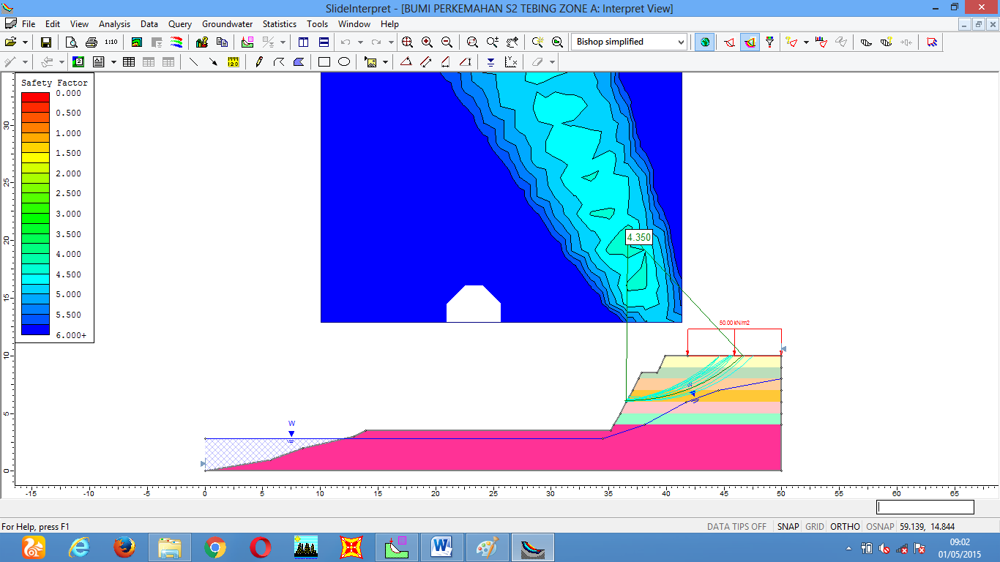 SlideInterpret - [BUMI PERKEMAHAN S2 TEBING ZONE A: Interpret View]
File Edit View Analysis Data Query Groundwater Statistics Tools Window Help
1:10
Bishop simplified
2
123
Safety Factor
0.000
0.500
1.000
1.500
2.000
2.500
3.000
3.500
4.000
4.500
5.000
5.500
6.000+
30
25
20
15
10
5
0
4.350
50.00 kN/m2
W
W
-15 -10 -5 0 5 10 15 20 25 30 35 40 45 50 55 60 65
For Help, press F1
DATA TIPS OFF SNAP GRID ORTHO OSNAP 59.139, 14.844
09:02
01/05/2015